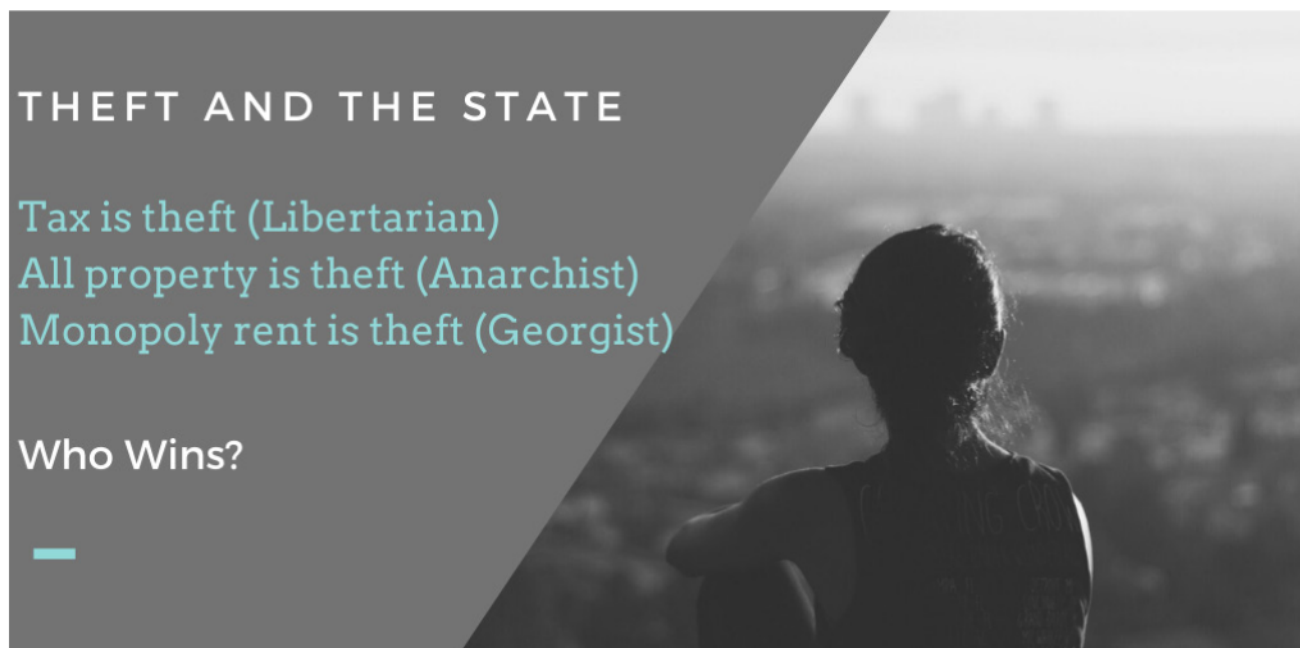 THEFT AND THE STATE
Tax is theft (Libertarian)
All property is theft (Anarchist)
Monopoly rent is theft (Georgist)
Who Wins?